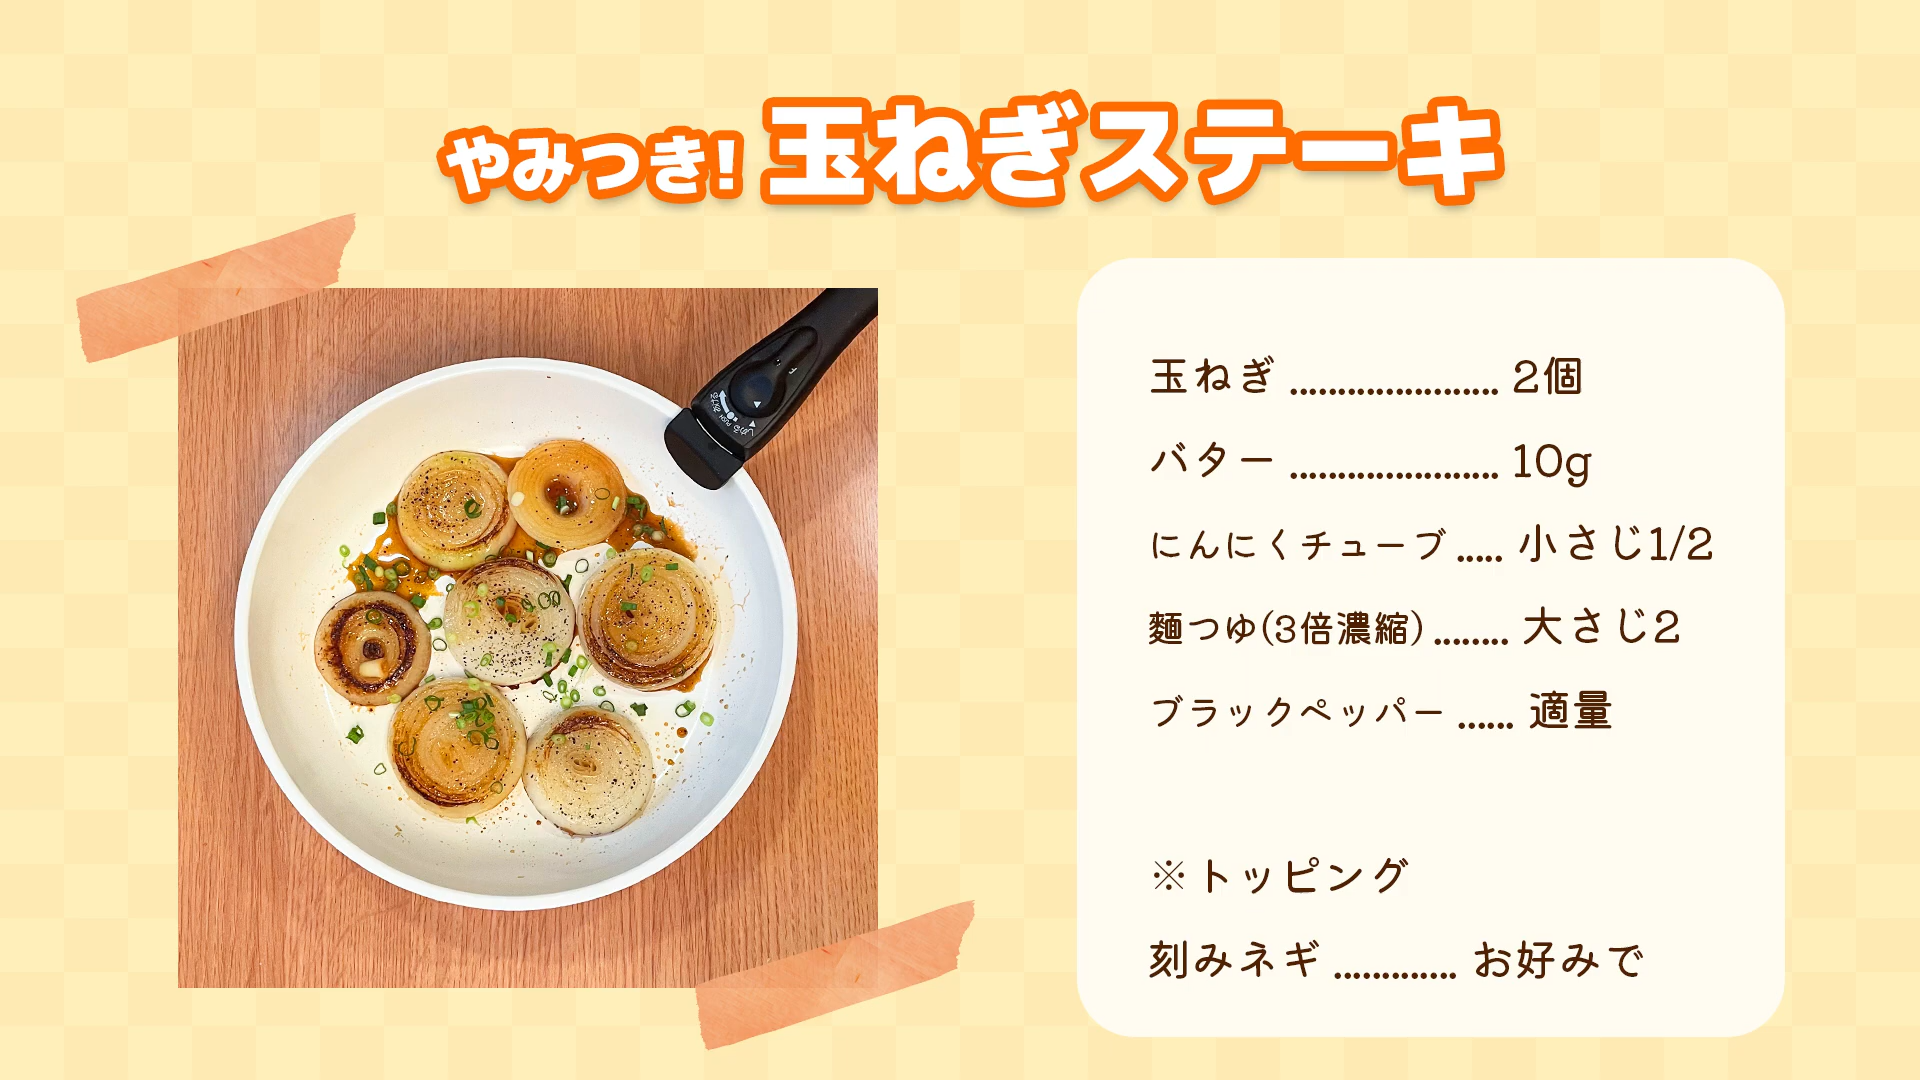 やみつき! 玉ねぎステーキ
玉ねぎ ...................... 2個
バター ...................... 10g
にんにくチューブ ..... 小さじ1/2
麺つゆ(3倍濃縮) ........ 大さじ2
ブラックペッパー ...... 適量
※トッピング
刻みネギ ............. お好みで